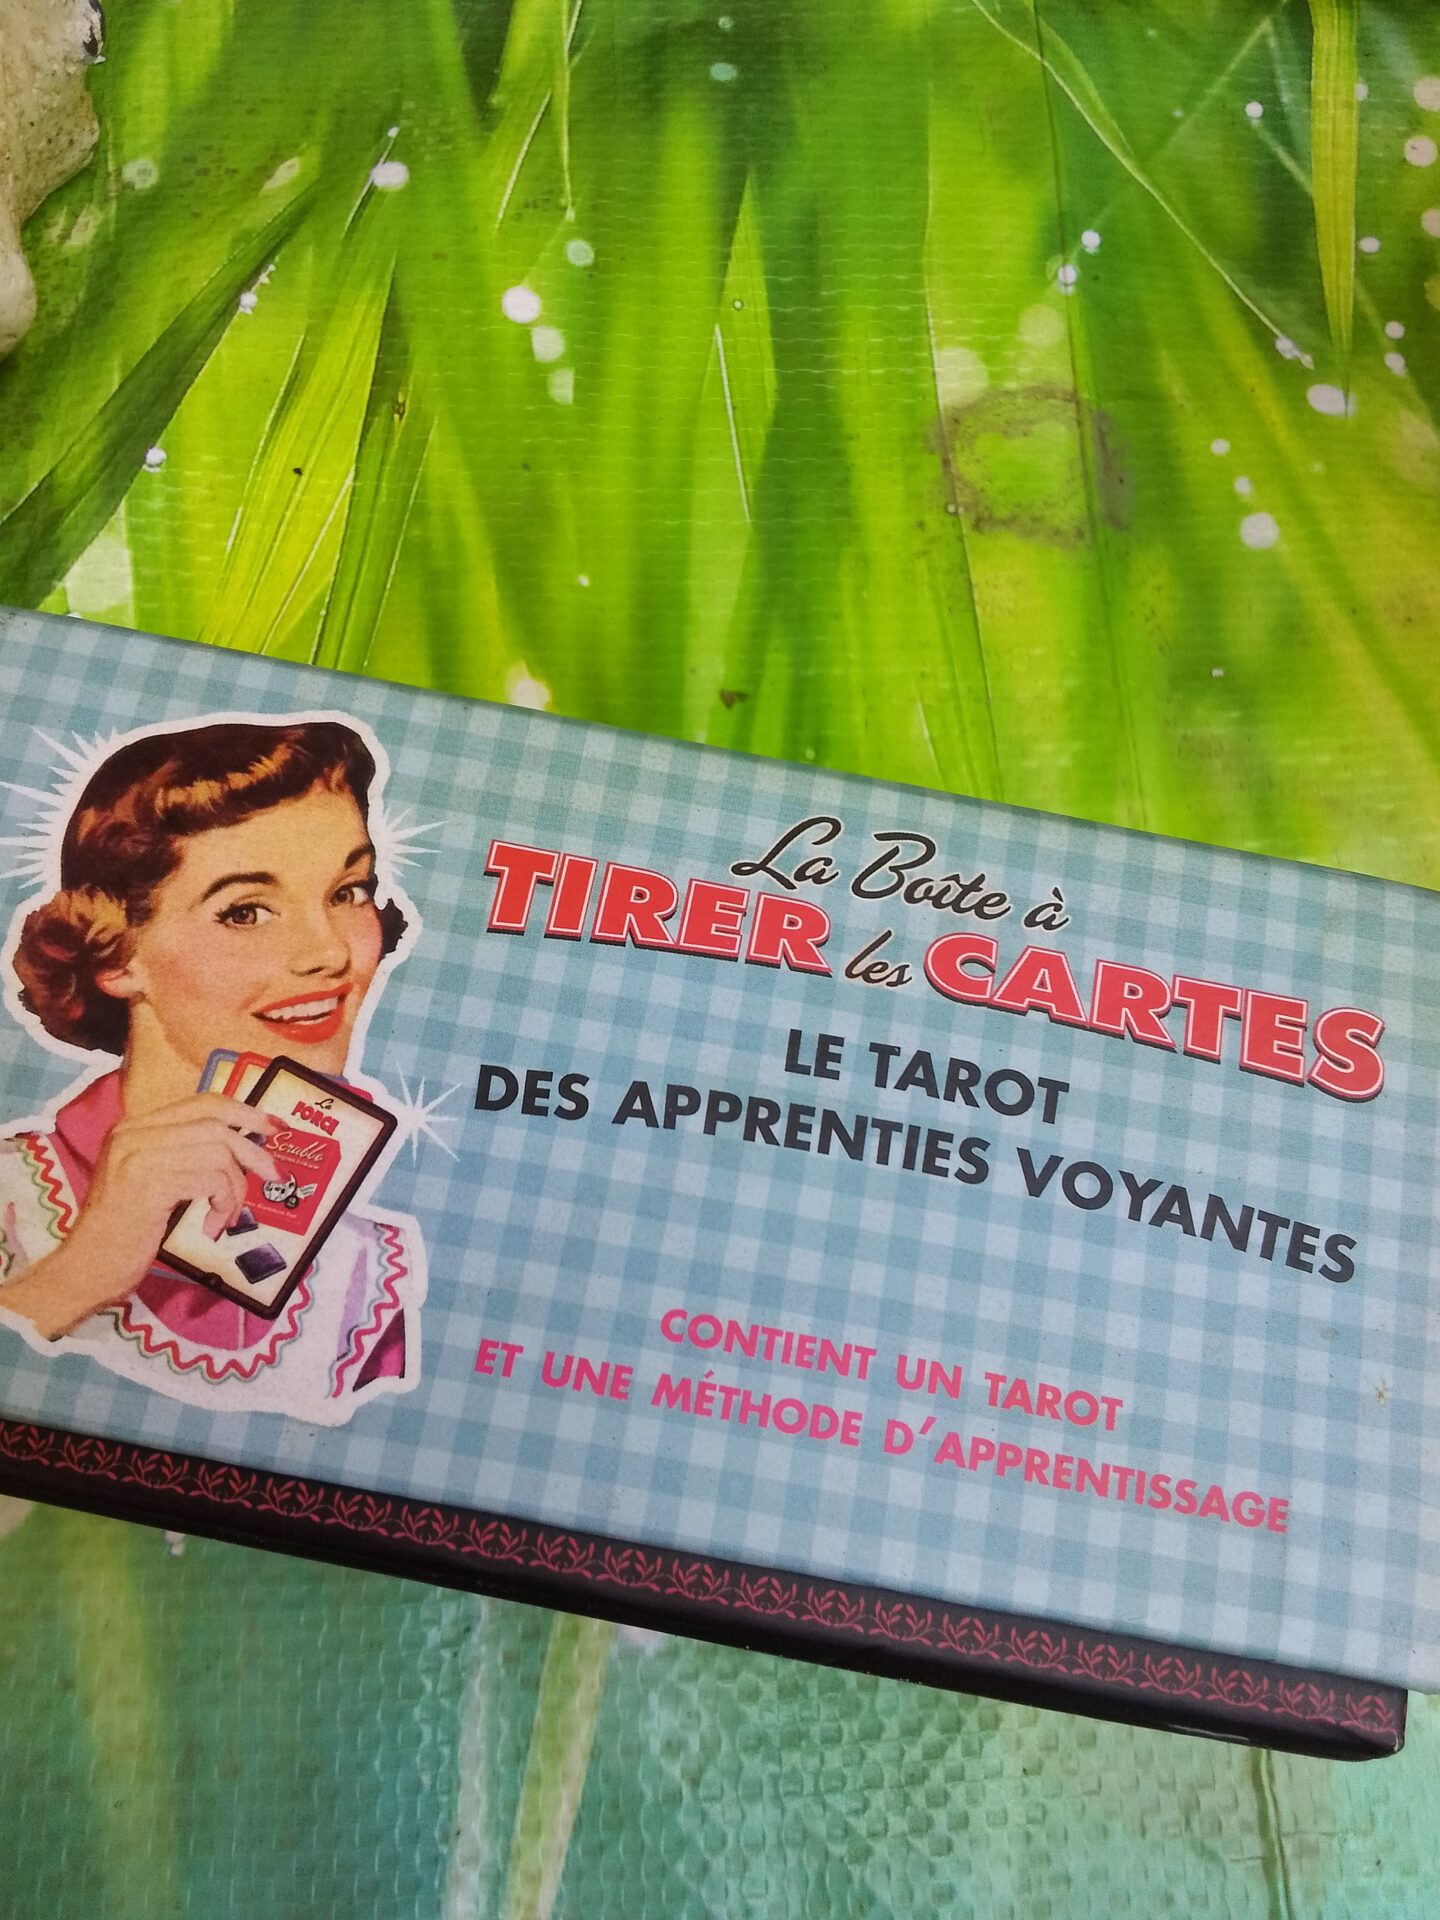 La Boîte à
TIRER les CARTES
LE TAROT
DES APPRENTIES VOYANTES
CONTIENT UN TAROT
ET UNE MÉTHODE D'APPRENTISSAGE
La
FORCE